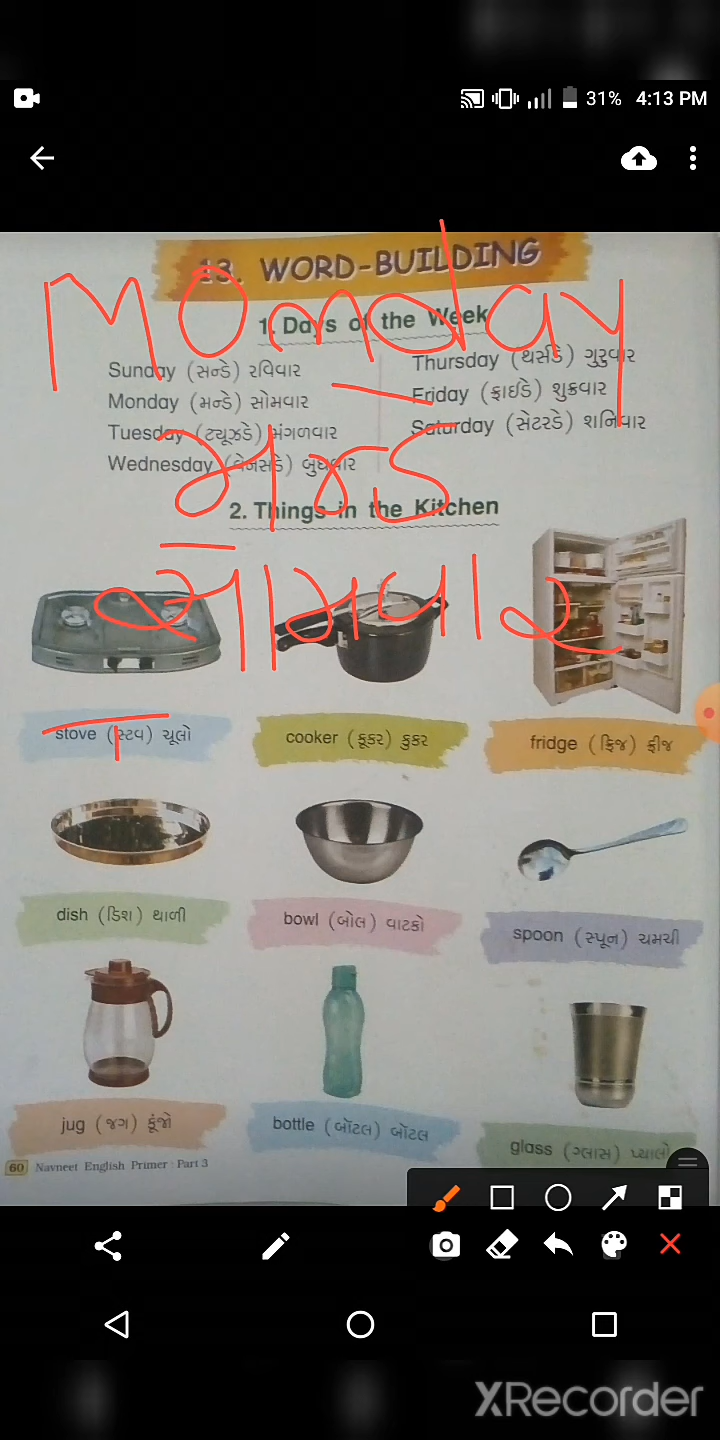 31% 4:13 PM
13. WORD-BUILDING
1. Days of the Week
Sunday (સન્ડે) રવિવાર
Monday (મન્ડે) સોમવાર
Tuesday (ટ્યૂઝડે) મંગળવાર
Wednesday (વેનસડે) બુધવાર
Thursday (થર્સડે) ગુરુવાર
Friday (ફ્રાઇડે) શુક્રવાર
Saturday (સેટરડે) શનિવાર
Monday
મન્ડે
સોમવાર
2. Things in the Kitchen
stove (સ્ટવ) ચૂલો
cooker (કૂકર) કુકર
fridge (ફ્રિજ) ફ્રીજ
dish (ડિશ) થાળી
bowl (બોલ) વાટકો
spoon (સ્પૂન) ચમચી
jug (જગ) કૂંજો
bottle (બૉટલ) બૉટલ
glass (ગ્લાસ) પ્યાલો
60 Navneet English Primer : Part 3
XRecorder